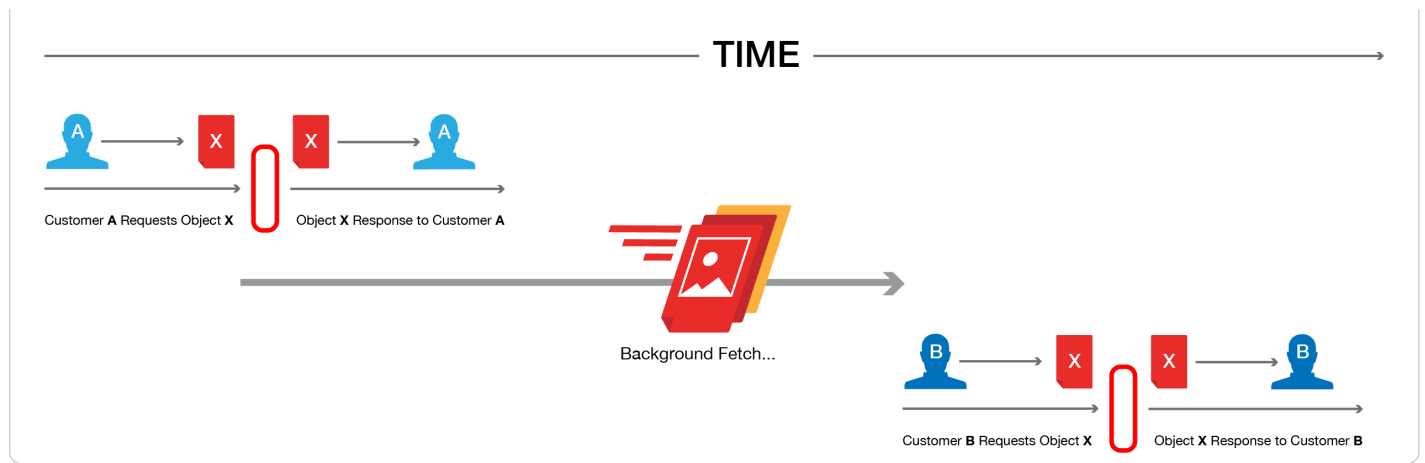 TIME
A
X
X
A
Customer A Requests Object X
Object X Response to Customer A
Background Fetch...
B
X
X
B
Customer B Requests Object X
Object X Response to Customer B